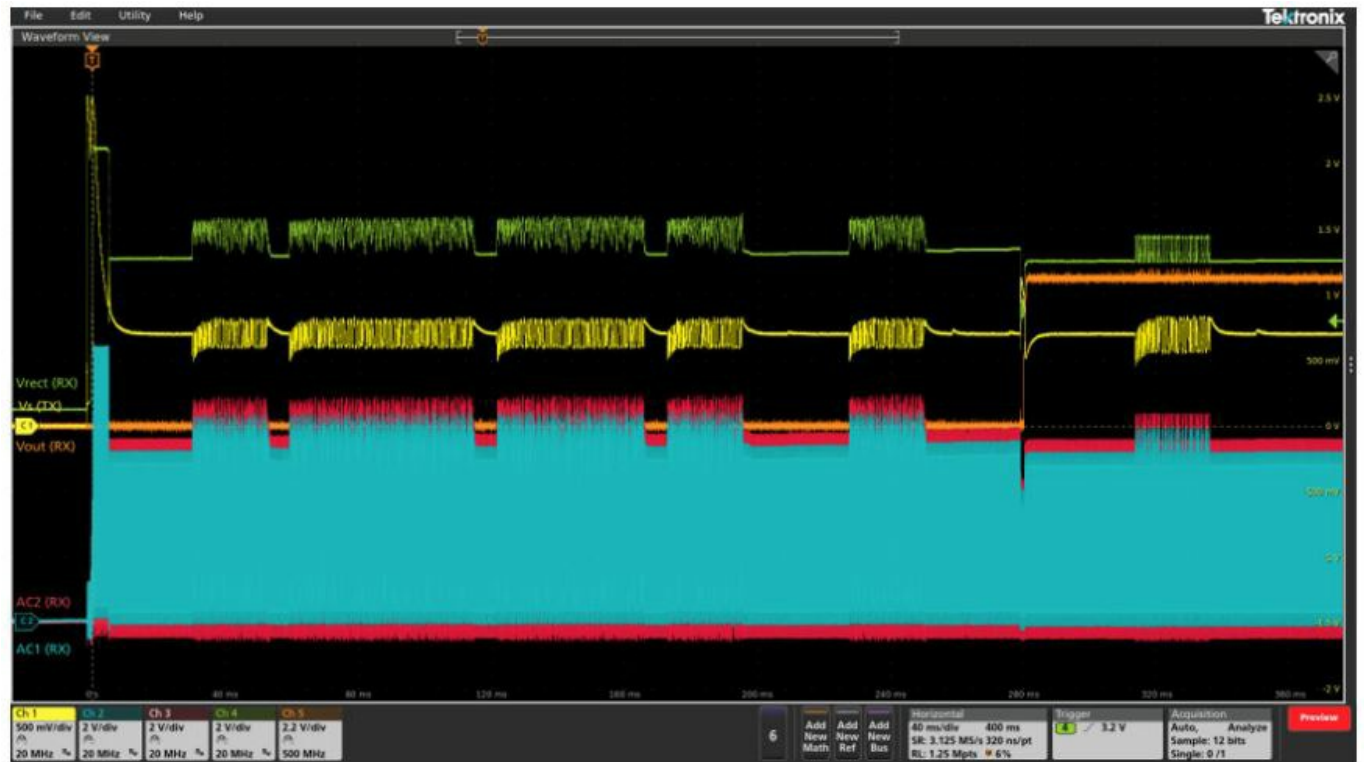 File Edit Utility Help
Tektronix
Waveform View
T
T
2.5 V
2 V
1.5 V
1 V
500 mV
Vrect (RX)
Vs (TX)
C 1
0 V
Vout (RX)
-500 mV
AC2 (RX)
C 2
-1.5 V
AC1 (RX)
0 s 40 ms 80 ms 120 ms 160 ms 200 ms 240 ms 280 ms 320 ms 360 ms -2 V
Ch 1 Ch 2 Ch 3 Ch 4 Ch 5 Horizontal Trigger Acquisition Preview
500 mV/div 2 V/div 2 V/div 2 V/div 2.2 V/div 6 Add Add Add 40 ms/div 400 ms 4 3.2 V Auto, Analyze
New New New SR: 3.125 MS/s 320 ns/pt Sample: 12 bits
20 MHz 20 MHz 20 MHz 20 MHz 500 MHz Math Ref Bus RL: 1.25 Mpts 6% Single: 0 /1